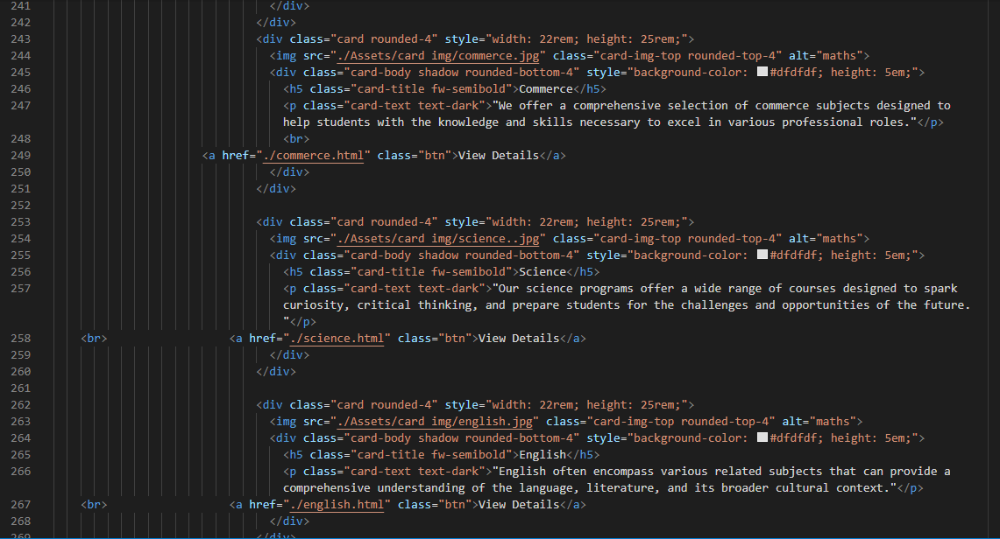 241 </div>
242 </div>
243 <div class="card rounded-4" style="width: 22rem; height: 25rem;">
244 <img src="./Assets/card img/commerce.jpg" class="card-img-top rounded-top-4" alt="maths">
245 <div class="card-body shadow rounded-bottom-4" style="background-color: #dfdfdf; height: 5em;">
246 <h5 class="card-title fw-semibold">Commerce</h5>
247 <p class="card-text text-dark">"We offer a comprehensive selection of commerce subjects designed to
help students with the knowledge and skills necessary to excel in various professional roles."</p>
248 <br>
249 <a href="./commerce.html" class="btn">View Details</a>
250 </div>
251 </div>
252
253 <div class="card rounded-4" style="width: 22rem; height: 25rem;">
254 <img src="./Assets/card img/science..jpg" class="card-img-top rounded-top-4" alt="maths">
255 <div class="card-body shadow rounded-bottom-4" style="background-color: #dfdfdf; height: 5em;">
256 <h5 class="card-title fw-semibold">Science</h5>
257 <p class="card-text text-dark">"Our science programs offer a wide range of courses designed to spark
curiosity, critical thinking, and prepare students for the challenges and opportunities of the future.
"</p>
258 <br> <a href="./science.html" class="btn">View Details</a>
259 </div>
260 </div>
261
262 <div class="card rounded-4" style="width: 22rem; height: 25rem;">
263 <img src="./Assets/card img/english.jpg" class="card-img-top rounded-top-4" alt="maths">
264 <div class="card-body shadow rounded-bottom-4" style="background-color: #dfdfdf; height: 5em;">
265 <h5 class="card-title fw-semibold">English</h5>
266 <p class="card-text text-dark">"English often encompass various related subjects that can provide a
comprehensive understanding of the language, literature, and its broader cultural context."</p>
267 <br> <a href="./english.html" class="btn">View Details</a>
268 </div>
269 </div>